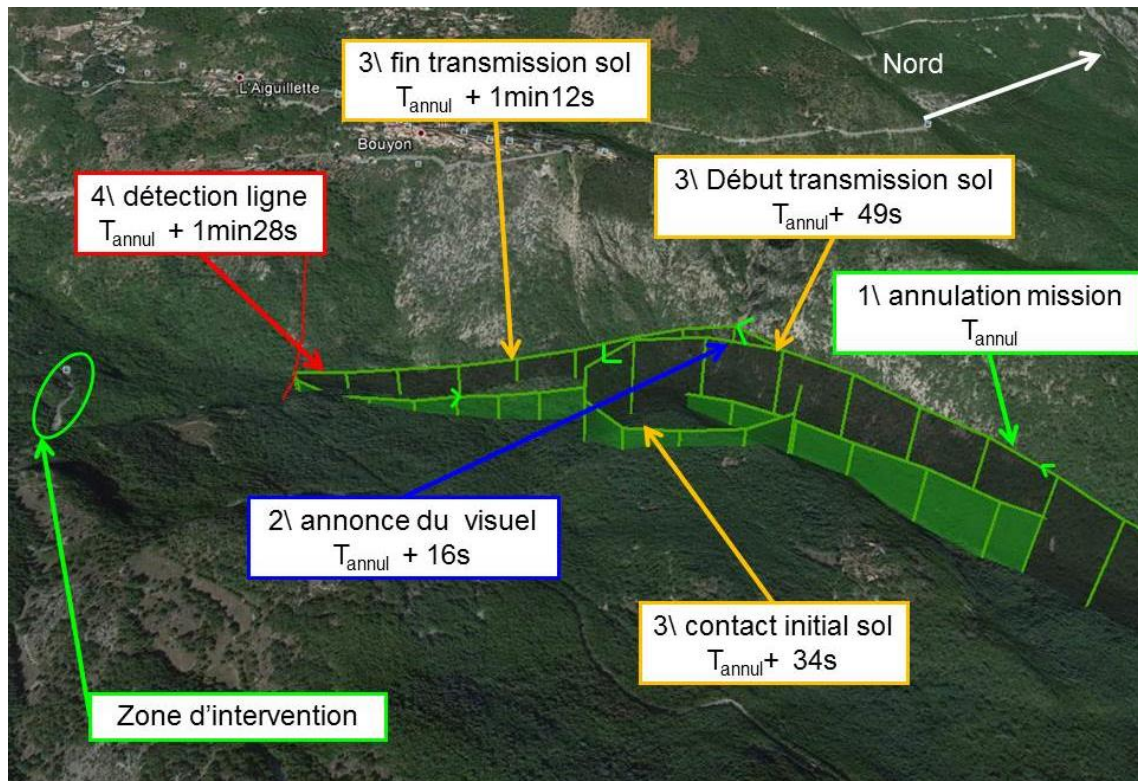 3\ fin transmission sol
Tannul + 1min12s
Nord
L'Aiguillette
Bouyon
4\ détection ligne
Tannul + 1min28s
3\ Début transmission sol
Tannul+ 49s
1\ annulation mission
Tannul
2\ annonce du visuel
Tannul + 16s
3\ contact initial sol
Tannul+ 34s
Zone d'intervention